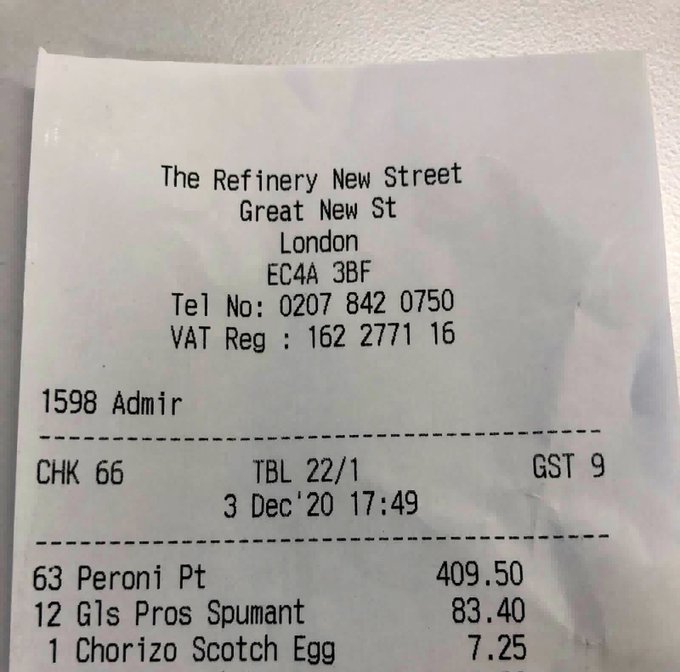 The Refinery New Street
Great New St
London
EC4A 3BF
Tel No: 0207 842 0750
VAT Reg : 162 2771 16
1598 Admir
CHK 66 TBL 22/1 GST 9
3 Dec'20 17:49
63 Peroni Pt 409.50
12 Gls Pros Spumant 83.40
1 Chorizo Scotch Egg 7.25